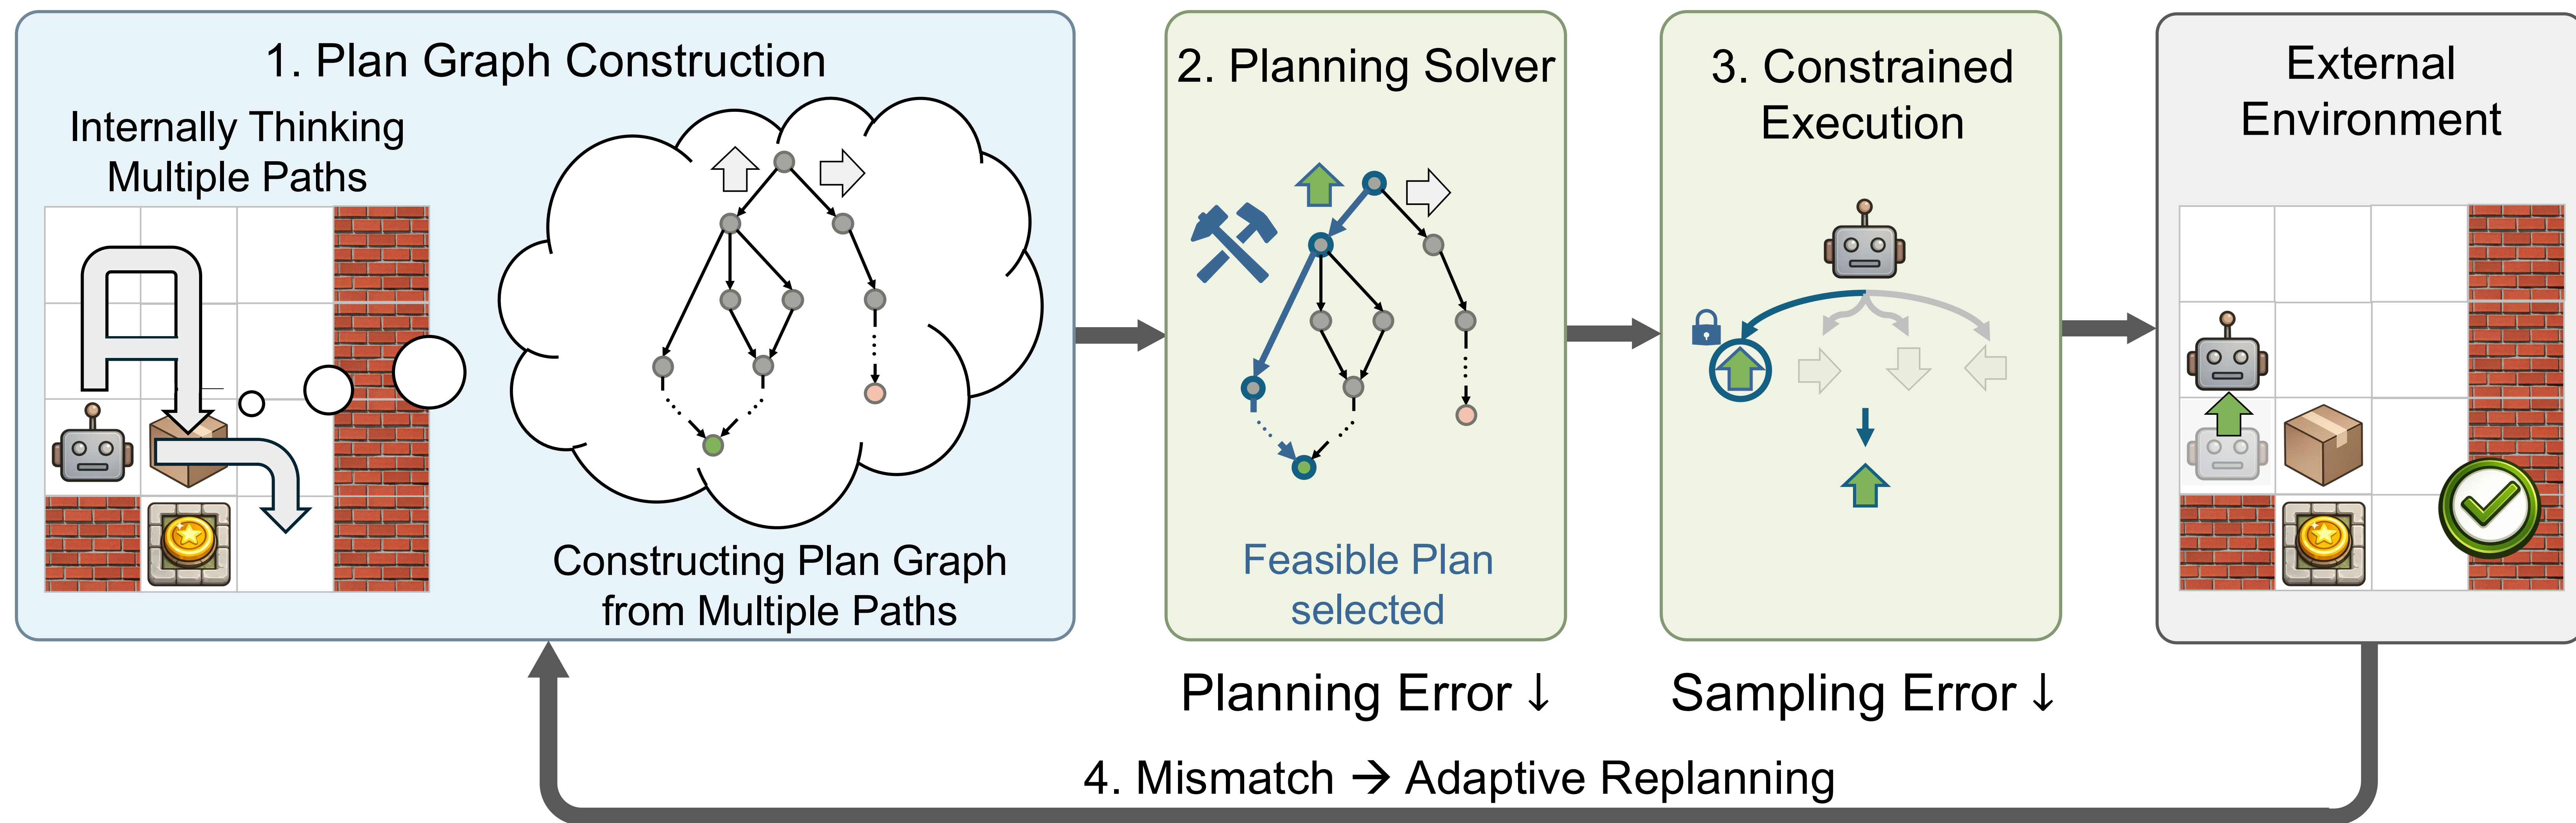 1. Plan Graph Construction
Internally Thinking
Multiple Paths
Constructing Plan Graph
from Multiple Paths
2. Planning Solver
Feasible Plan
selected
3. Constrained
Execution
External
Environment
Planning Error ↓
Sampling Error ↓
4. Mismatch → Adaptive Replanning